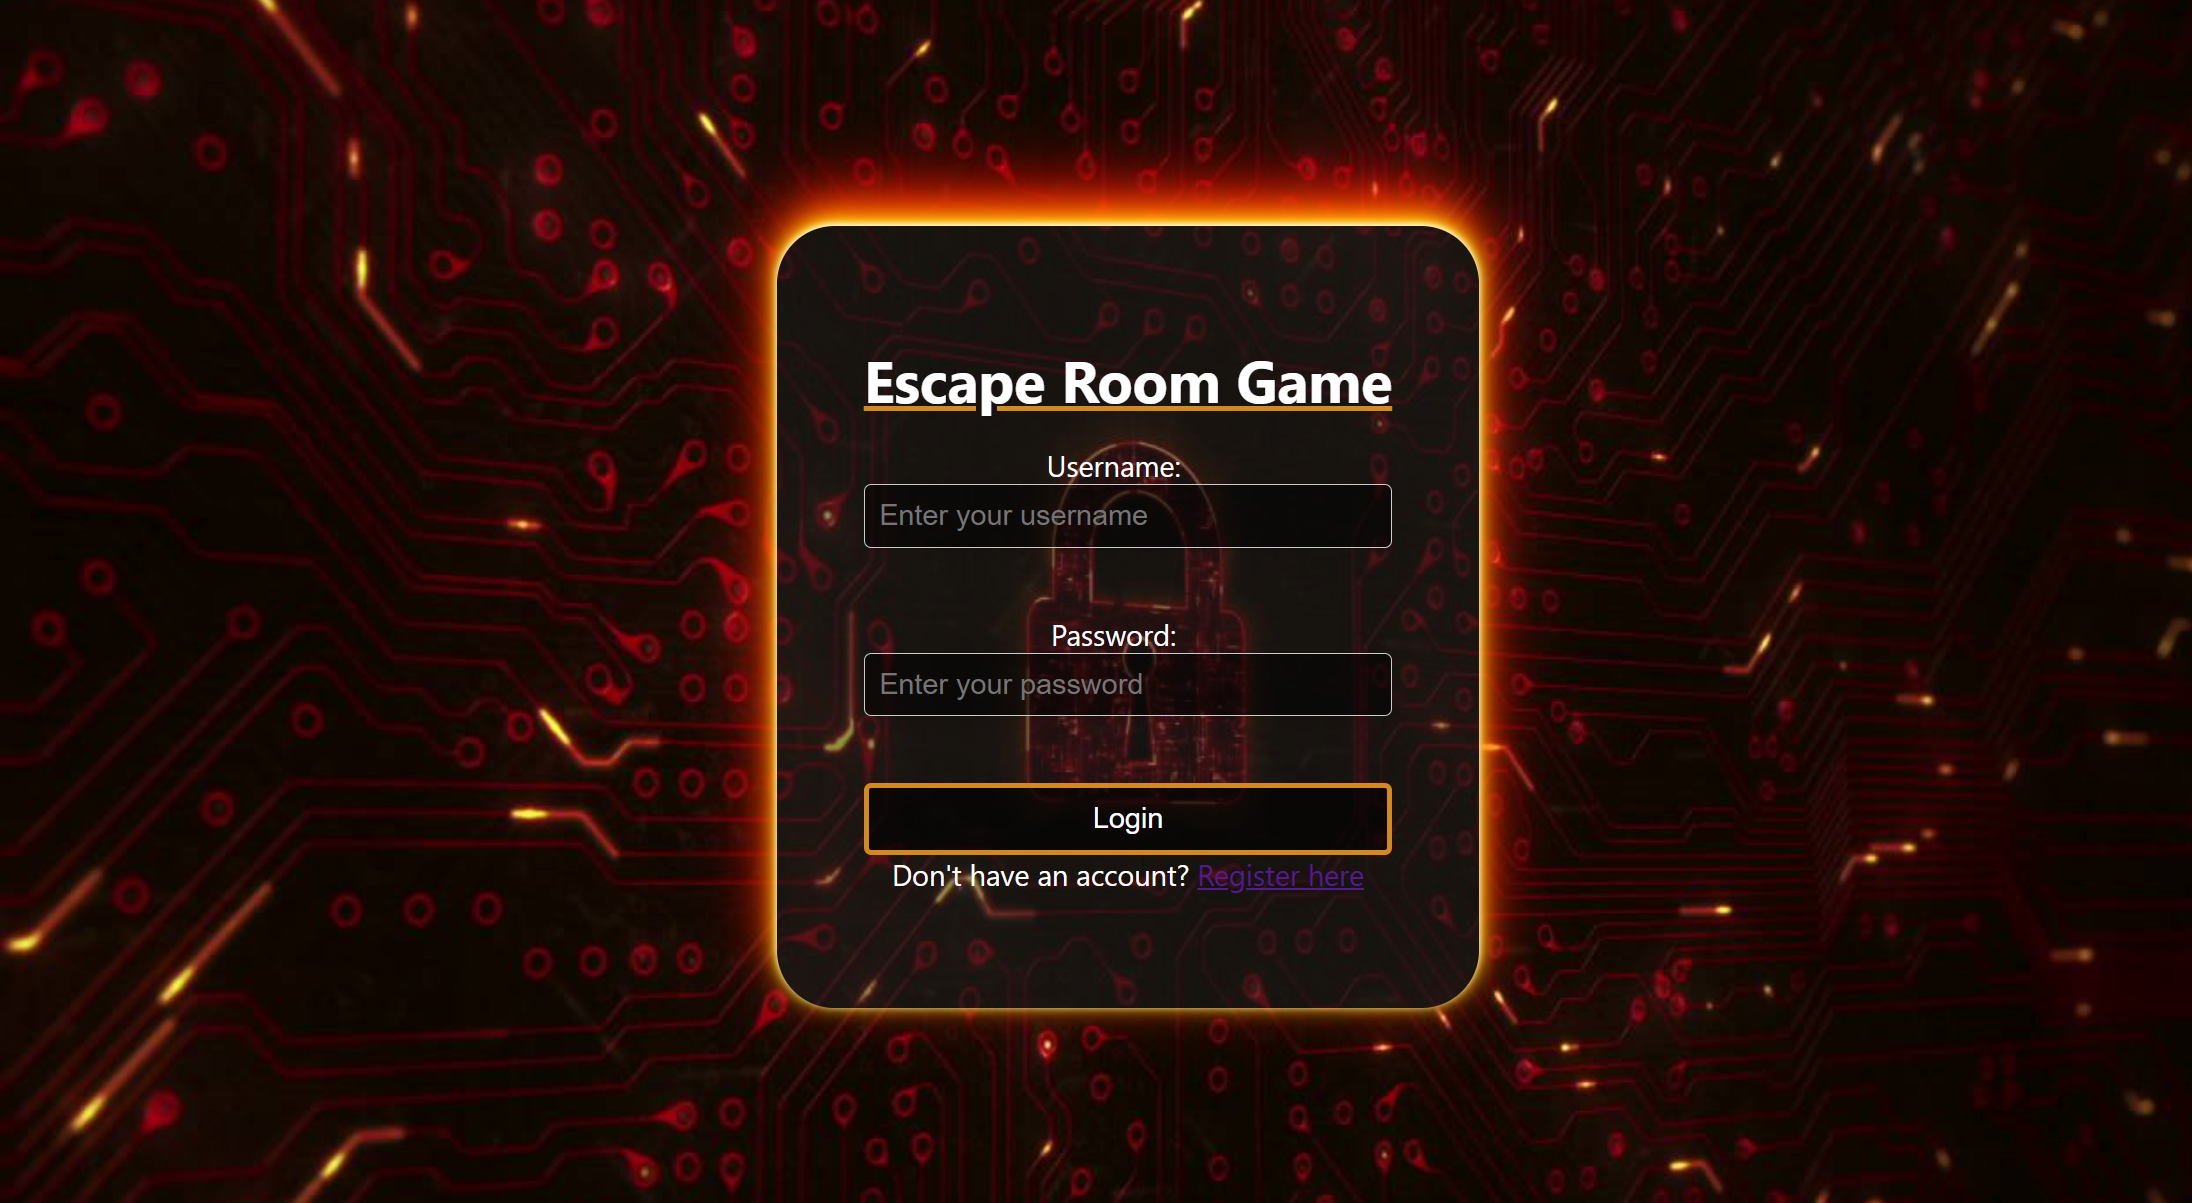 Escape Room Game
Username:
Enter your username
Password:
Enter your password
Login
Don't have an account? Register here